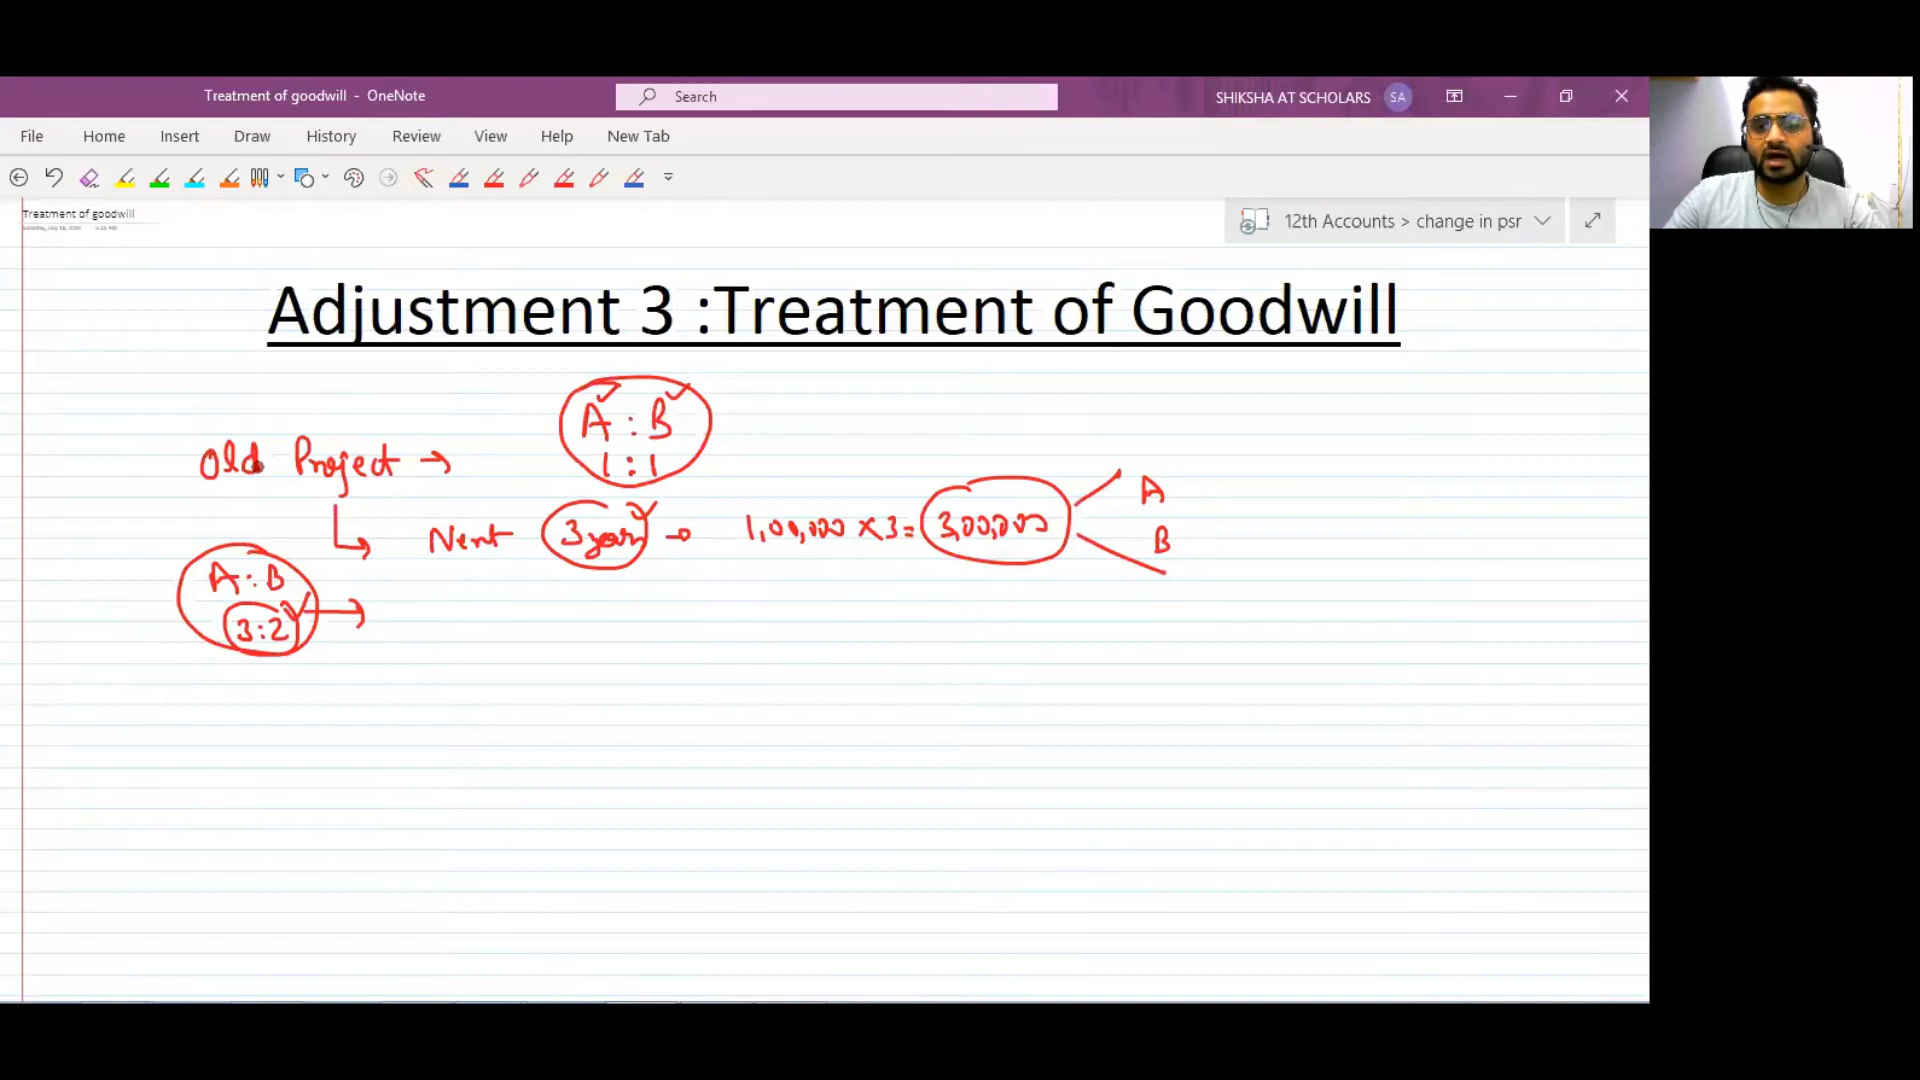 Treatment of goodwill - OneNote
Search
SHIKSHA AT SCHOLARS SA
File Home Insert Draw History Review View Help New Tab
Treatment of goodwill
12th Accounts > change in psr
Adjustment 3 :Treatment of Goodwill
A : B
1 : 1
Old Project →
Next 3 years → 1,00,000 × 3 = 3,00,000
A
B
A : B
3 : 2 →